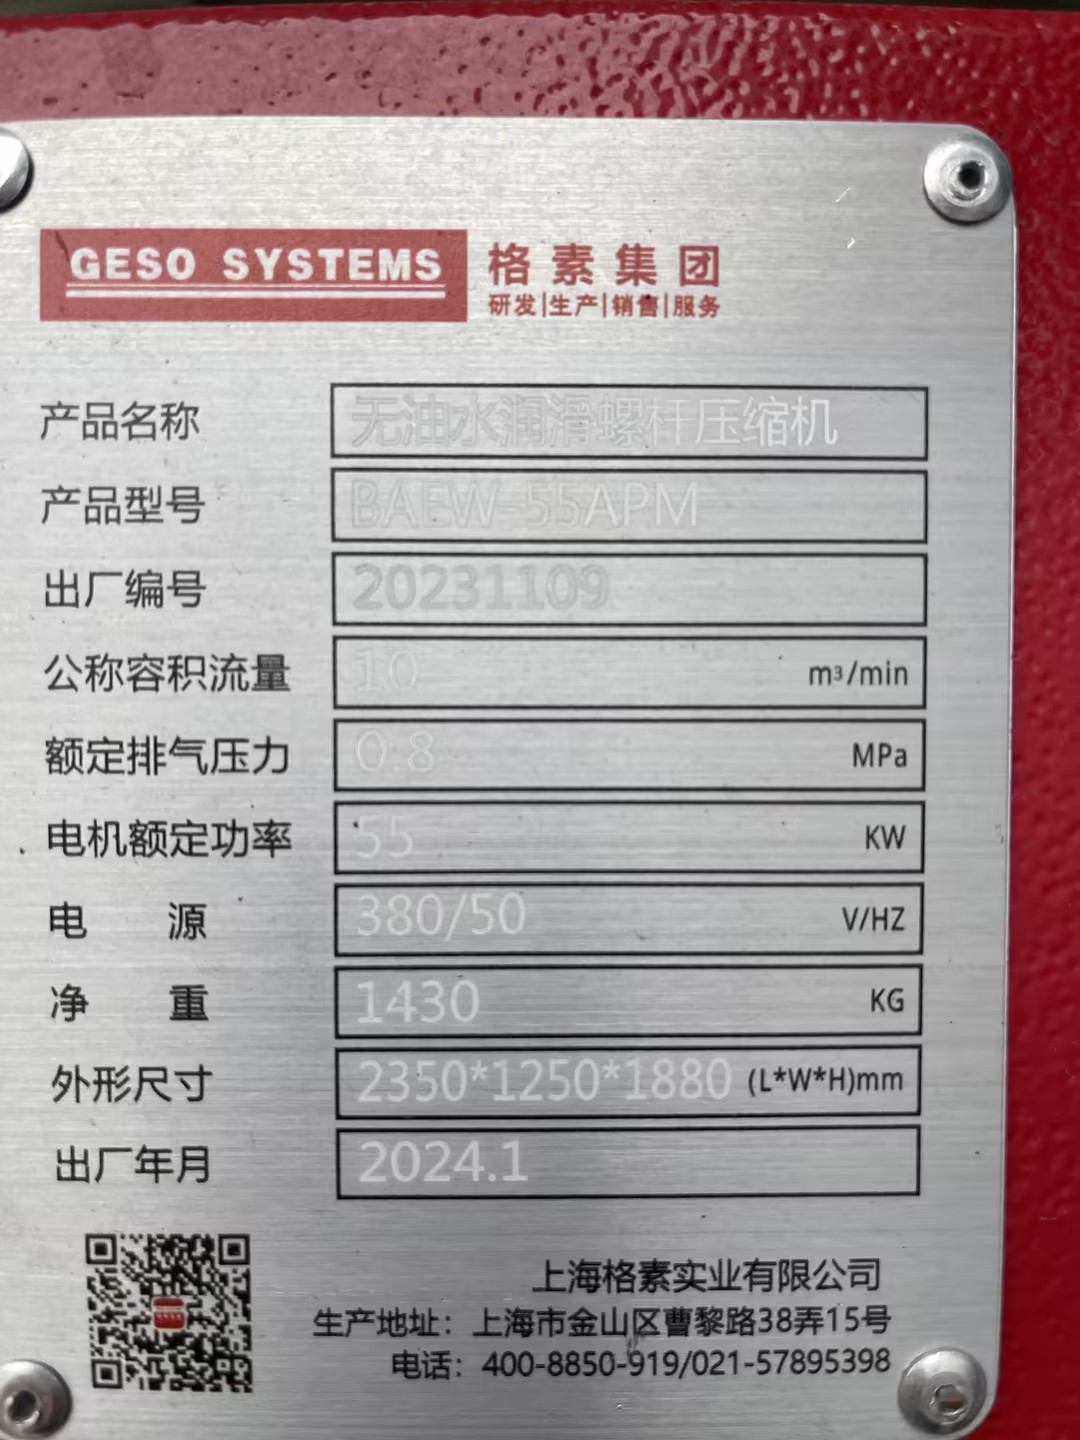 GESO SYSTEMS 格素集团
研发|生产|销售|服务
产品名称 无油水润滑螺杆压缩机
产品型号 BAEW-55APM
出厂编号 20231109
公称容积流量 10 m³/min
额定排气压力 0.8 MPa
电机额定功率 55 KW
电 源 380/50 V/HZ
净 重 1430 KG
外形尺寸 2350*1250*1880 (L*W*H)mm
出厂年月 2024.1
上海格素实业有限公司
生产地址：上海市金山区曹黎路38弄15号
电话：400-8850-919/021-57895398